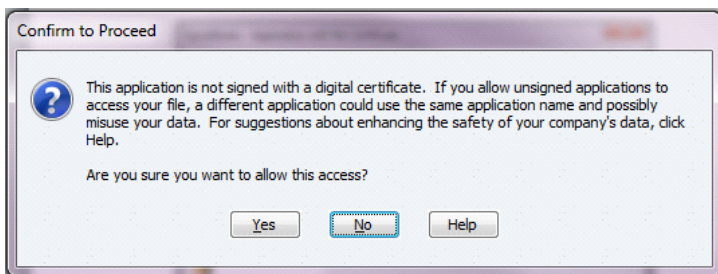 Confirm to Proceed
This application is not signed with a digital certificate.  If you allow unsigned applications to
access your file, a different application could use the same application name and possibly
misuse your data.  For suggestions about enhancing the safety of your company's data, click
Help.
Are you sure you want to allow this access?
Yes No Help